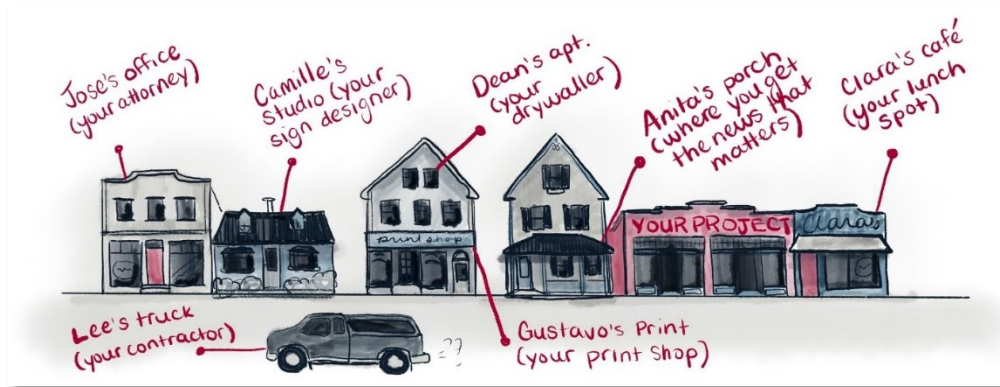 Jose's office
(your attorney)
Camille's
studio (your
sign designer)
Dean's apt.
(your
drywaller)
Anita's porch
(where you get
the news that
matters)
Clara's café
(your lunch
spot)
print shop
YOUR PROJECT
Clara's
Lee's truck
(your contractor)
=??
Gustavo's Print
(your print shop)